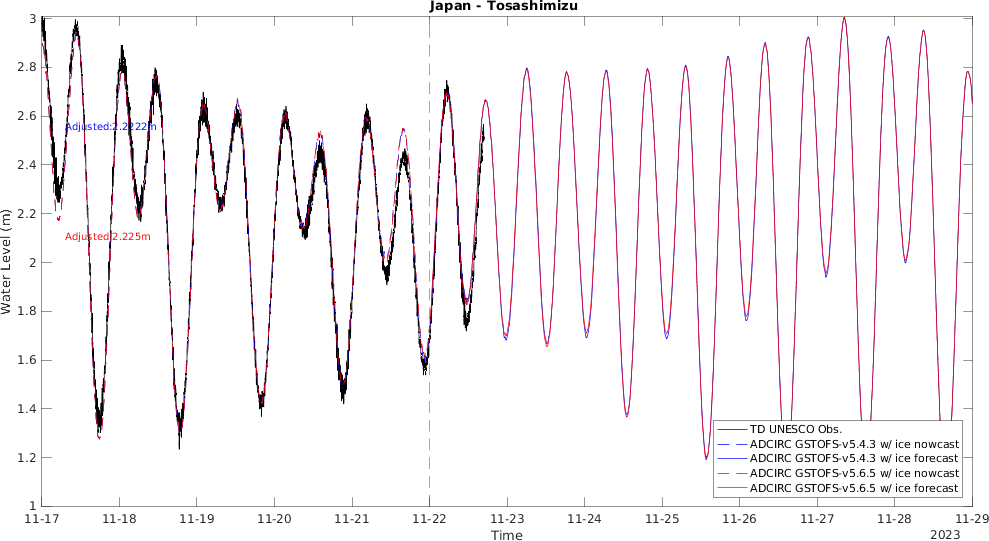 Japan - Tosashimizu
Water Level (m)
3
2.8
2.6
2.4
2.2
2
1.8
1.6
1.4
1.2
1
Adjusted:2.2222m
Adjusted:2.225m
TD UNESCO Obs.
ADCIRC GSTOFS-v5.4.3 w/ ice nowcast
ADCIRC GSTOFS-v5.4.3 w/ ice forecast
ADCIRC GSTOFS-v5.6.5 w/ ice nowcast
ADCIRC GSTOFS-v5.6.5 w/ ice forecast
11-17 11-18 11-19 11-20 11-21 11-22 11-23 11-24 11-25 11-26 11-27 11-28 11-29
Time
2023